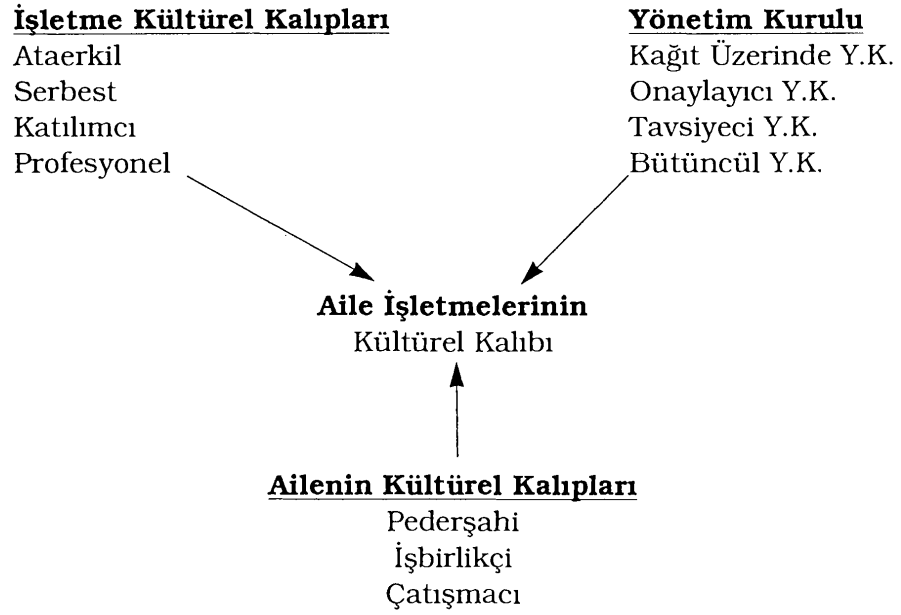 İşletme Kültürel Kalıpları
Ataerkil
Serbest
Katılımcı
Profesyonel
Yönetim Kurulu
Kağıt Üzerinde Y.K.
Onaylayıcı Y.K.
Tavsiyeci Y.K.
Bütüncül Y.K.
Aile İşletmelerinin
Kültürel Kalıbı
Ailenin Kültürel Kalıpları
Pederşahi
İşbirlikçi
Çatışmacı